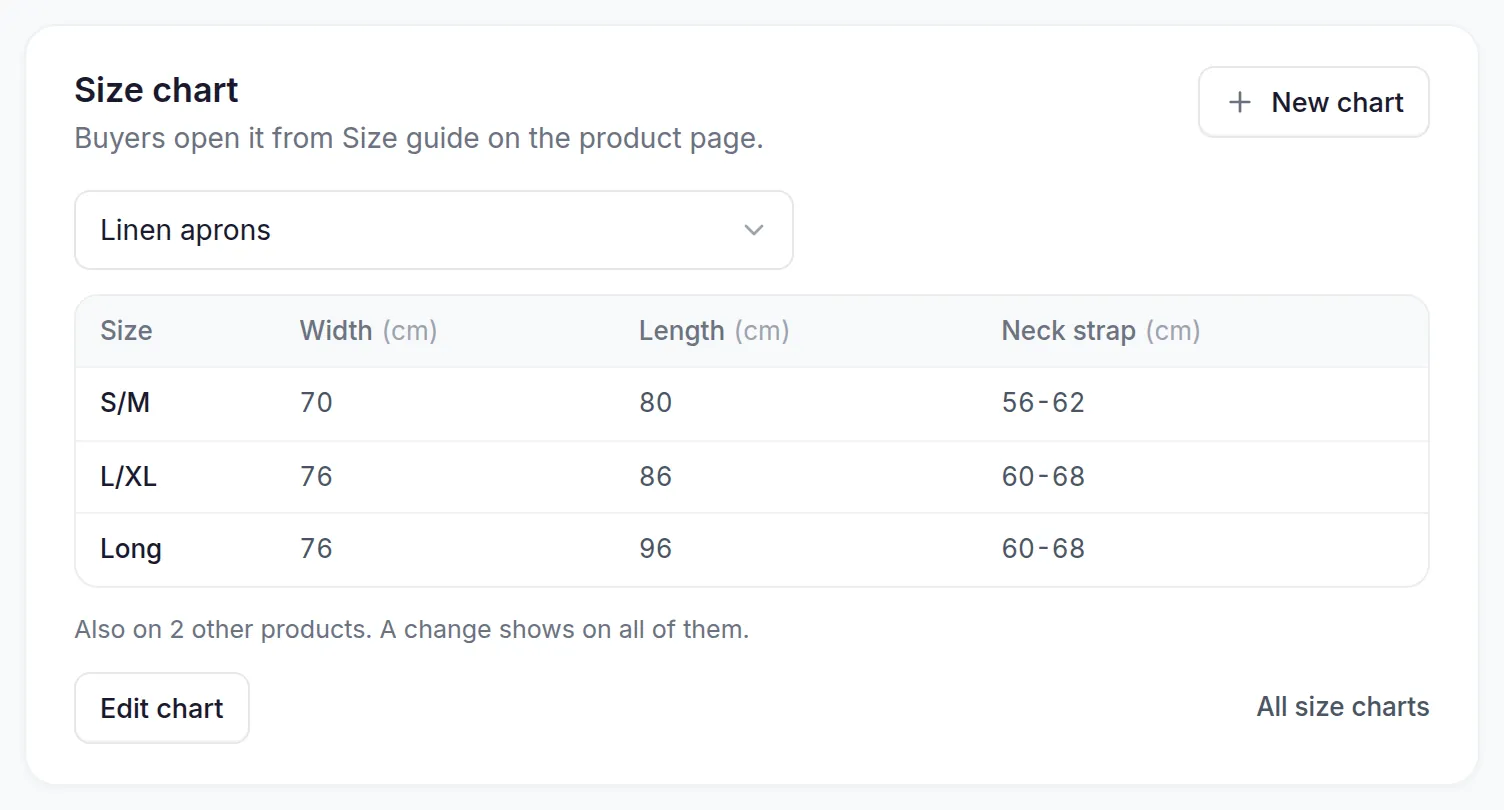 Size chart
New chart
Buyers open it from Size guide on the product page.
Linen aprons
Size Width (cm) Length (cm) Neck strap (cm)
S/M 70 80 56-62
L/XL 76 86 60-68
Long 76 96 60-68
Also on 2 other products. A change shows on all of them.
Edit chart All size charts